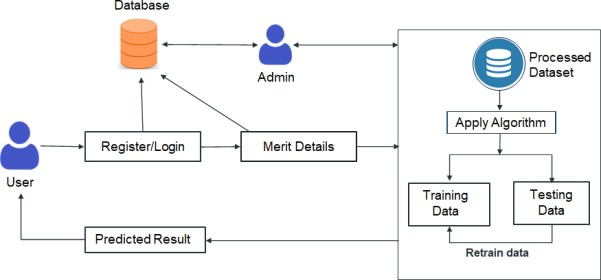 Database
Admin
Processed
Dataset
Apply Algorithm
User
Register/Login
Merit Details
Training
Data
Testing
Data
Predicted Result
Retrain data